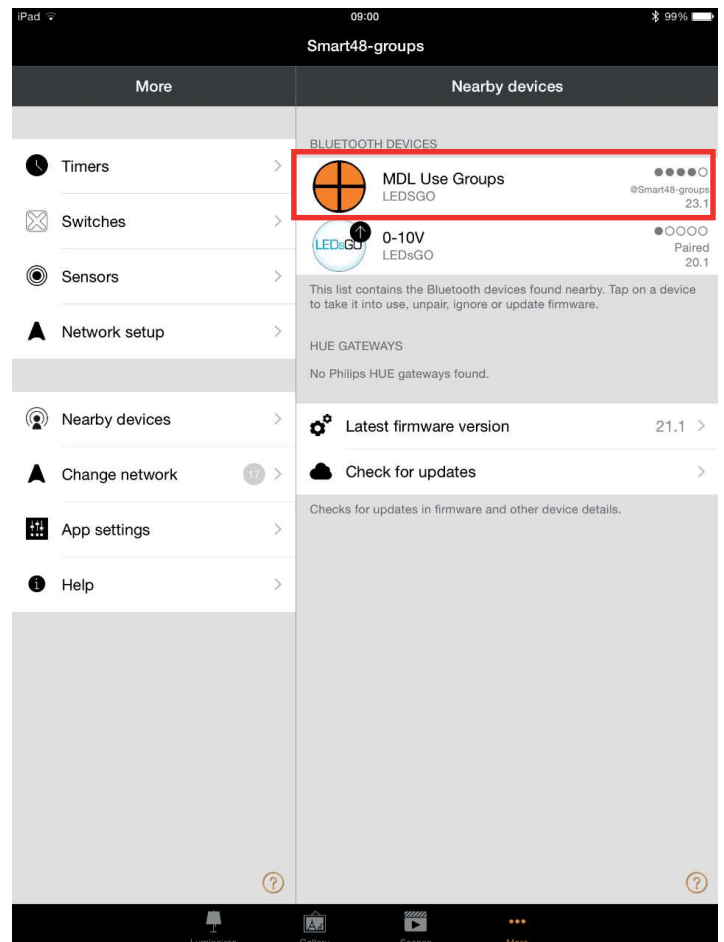 iPad 09:00 99%
Smart48-groups
More
Nearby devices
Timers
Switches
Sensors
Network setup
Nearby devices
Change network 17
App settings
Help
BLUETOOTH DEVICES
MDL Use Groups
LEDSGO
@Smart48-groups
23.1
LEDsGO
0-10V
LEDsGO
Paired
20.1
This list contains the Bluetooth devices found nearby. Tap on a device
to take it into use, unpair, ignore or update firmware.
HUE GATEWAYS
No Philips HUE gateways found.
Latest firmware version 21.1
Check for updates
Checks for updates in firmware and other device details.
? ?
Luminaires Gallery Scenes More